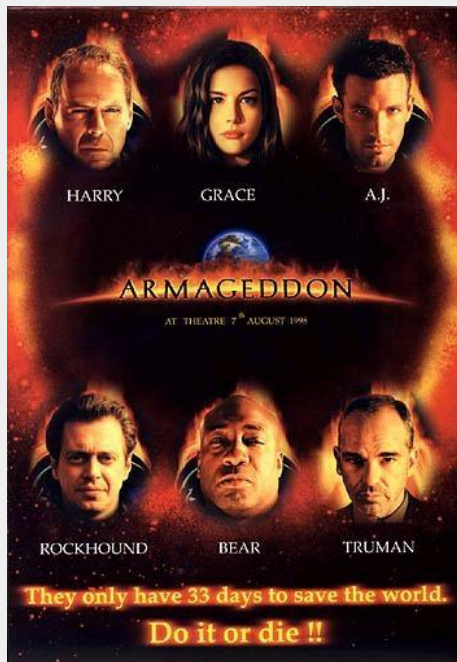 HARRY GRACE A.J.
ARMAGEDDON
AT THEATRE 7th AUGUST 1998
ROCKHOUND BEAR TRUMAN
They only have 33 days to save the world.
Do it or die !!